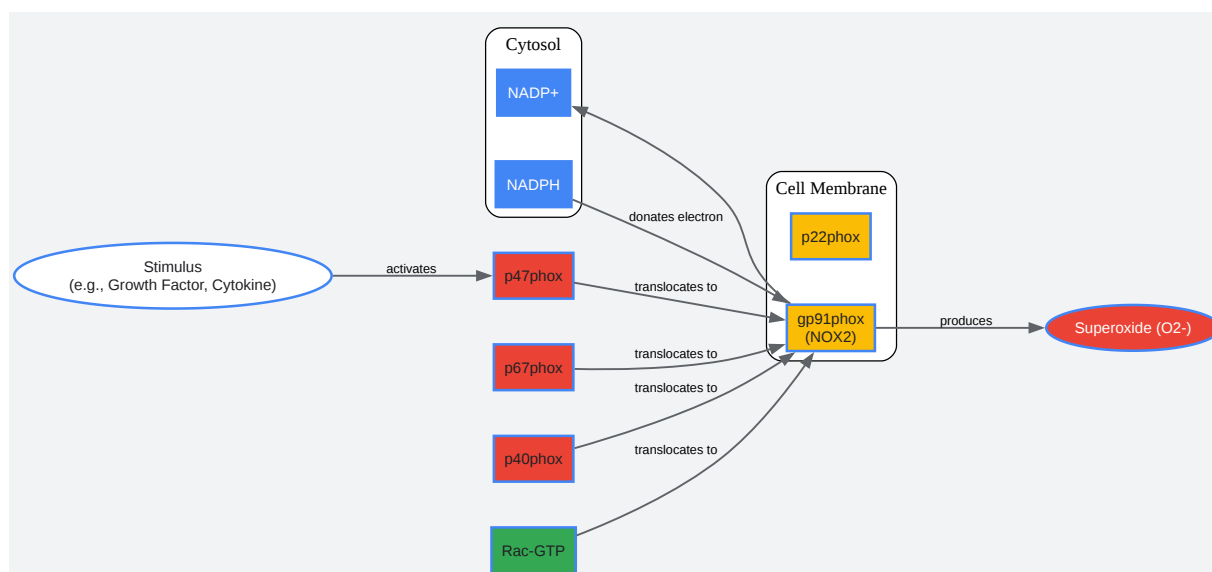 Cytosol
NADP+
NADPH
donates electron
Cell Membrane
p22phox
Stimulus
(e.g., Growth Factor, Cytokine)
activates
p47phox
translocates to
gp91phox
(NOX2)
produces
Superoxide (O2-)
p67phox
translocates to
translocates to
p40phox
translocates to
Rac-GTP